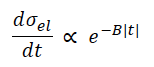 dσ_el/dt ∝ e^{-B|t|}